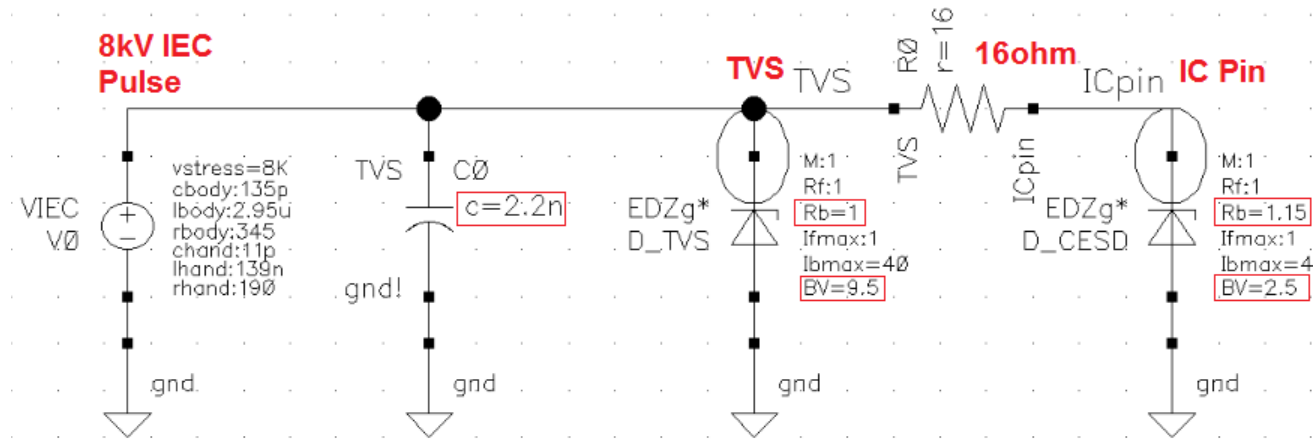 8kV IEC
Pulse
TVS
TVS
R0
r=16
16ohm
ICpin
IC Pin
VIEC
V0
vstress=8K
cbody:135p
lbody:2.95u
rbody:345
chand:11p
lhand:139n
rhand:190
TVS
C0
c=2.2n
gnd!
EDZg*
D_TVS
M:1
Rf:1
Rb=1
Ifmax:1
Ibmax=40
BV=9.5
TVS
ICpin
EDZg*
D_CESD
M:1
Rf:1
Rb=1.15
Ifmax:1
Ibmax=4
BV=2.5
gnd
gnd
gnd
gnd